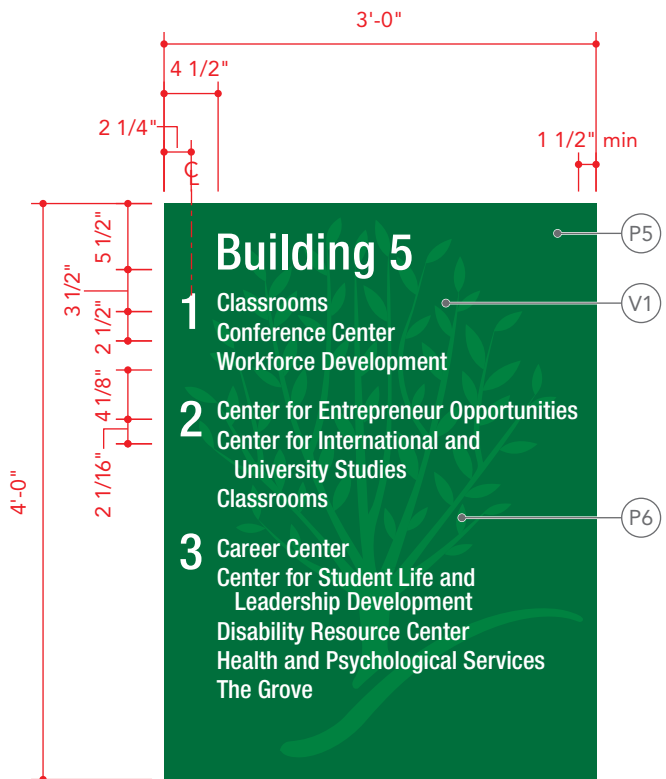 3'-0"
4 1/2"
2 1/4"
1 1/2" min
℄
5 1/2"
3 1/2"
2 1/2"
4 1/8"
2 1/16"
4'-0"
Building 5
P5
1 Classrooms
V1
Conference Center
Workforce Development
2 Center for Entrepreneur Opportunities
Center for International and
University Studies
Classrooms
P6
3 Career Center
Center for Student Life and
Leadership Development
Disability Resource Center
Health and Psychological Services
The Grove